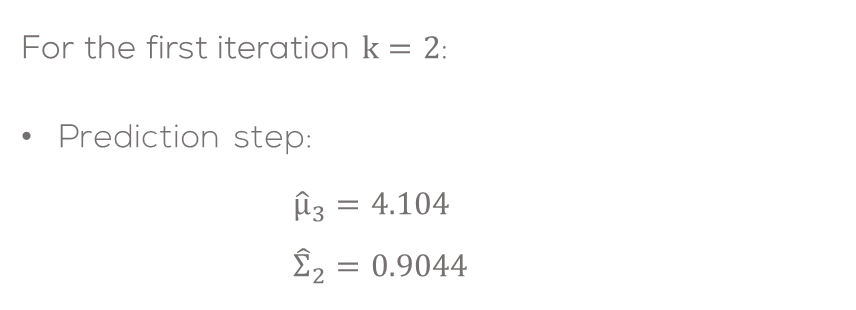 For the first iteration k = 2:
• Prediction step:
μ̂₃ = 4.104
Σ̂₂ = 0.9044